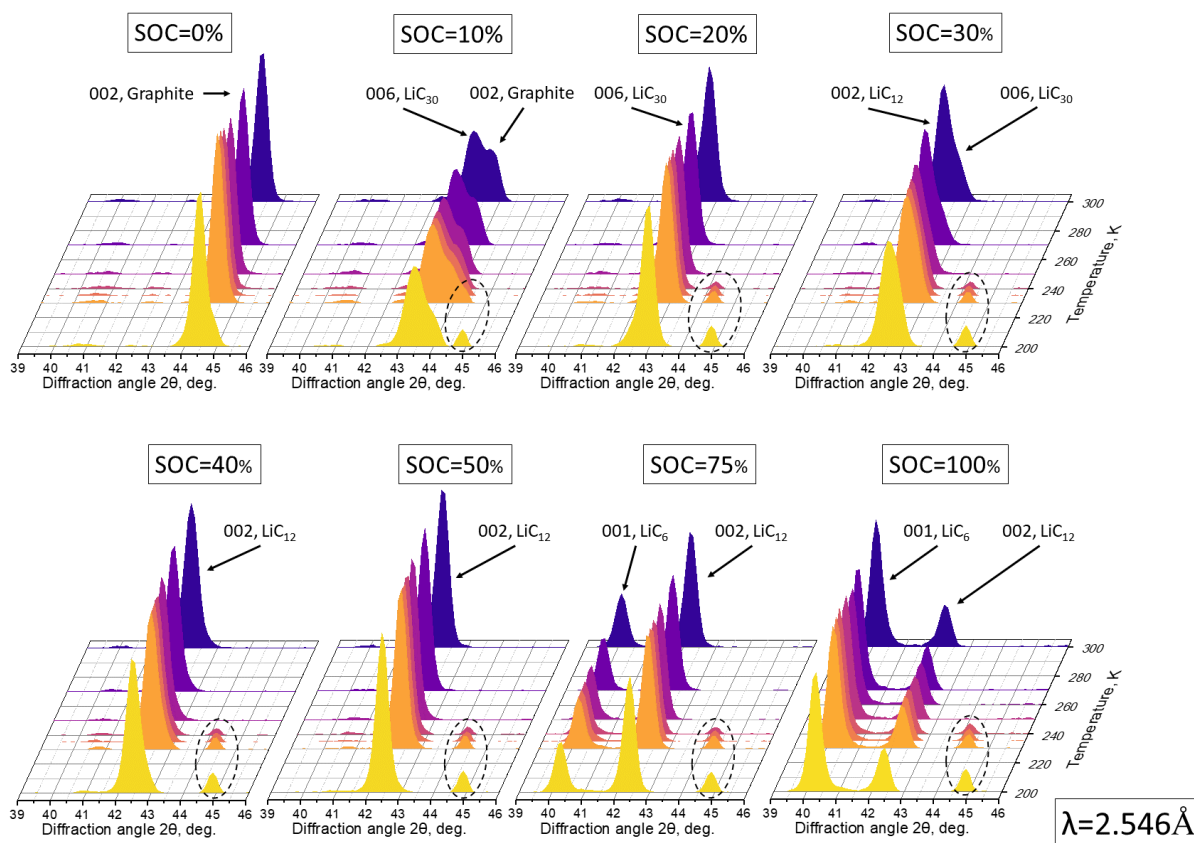 SOC=0% SOC=10% SOC=20% SOC=30%
002, Graphite
006, LiC₃₀ 002, Graphite
006, LiC₃₀
002, LiC₁₂ 006, LiC₃₀
300
280
260
240
220
200
Temperature, K
39 40 41 42 43 44 45 46 39 40 41 42 43 44 45 46 39 40 41 42 43 44 45 46 39 40 41 42 43 44 45 46
Diffraction angle 2θ, deg. Diffraction angle 2θ, deg. Diffraction angle 2θ, deg. Diffraction angle 2θ, deg.
SOC=40% SOC=50% SOC=75% SOC=100%
002, LiC₁₂
002, LiC₁₂
001, LiC₆ 002, LiC₁₂
001, LiC₆ 002, LiC₁₂
300
280
260
240
220
200
Temperature, K
39 40 41 42 43 44 45 46 39 40 41 42 43 44 45 46 39 40 41 42 43 44 45 46 39 40 41 42 43 44 45 46
Diffraction angle 2θ, deg. Diffraction angle 2θ, deg. Diffraction angle 2θ, deg. Diffraction angle 2θ, deg.
λ=2.546Å